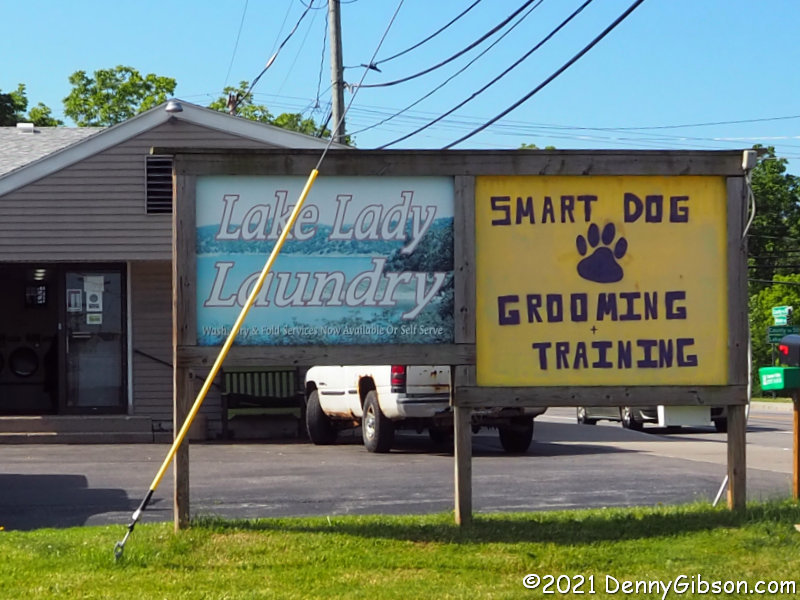 Lake Lady
Laundry
Wash, Dry & Fold Services Now Available Or Self Serve
SMART DOG
GROOMING
+
TRAINING
©2021 DennyGibson.com